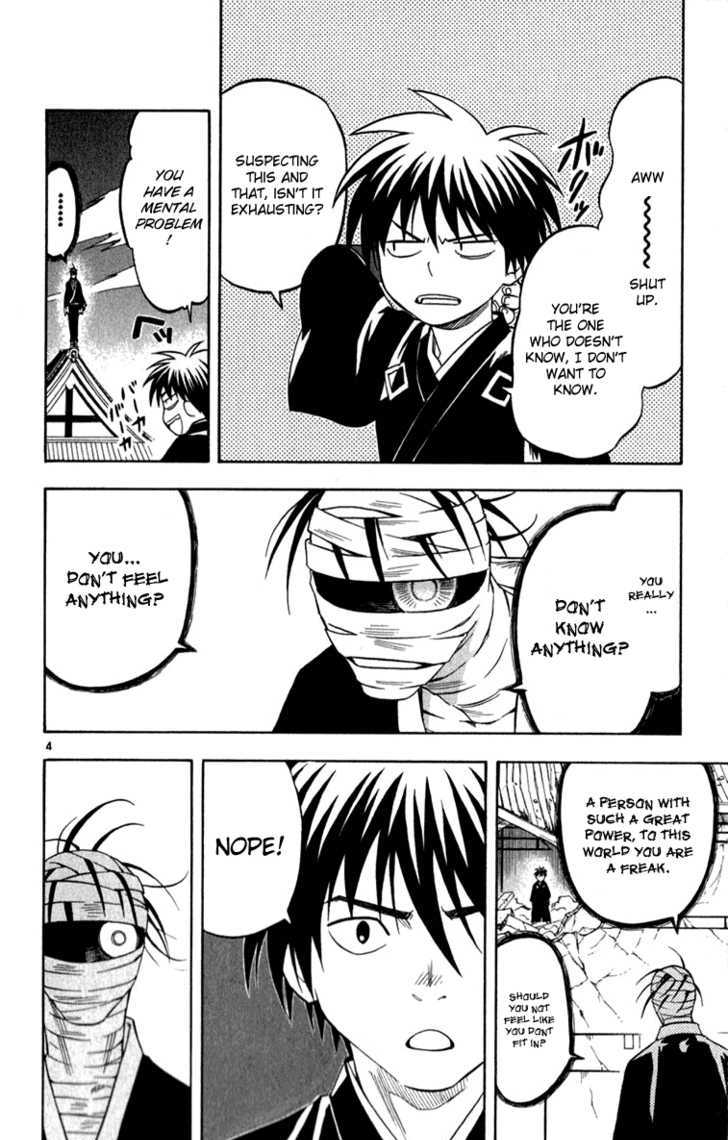 AWW
SHUT
UP.
YOU'RE
THE ONE
WHO DOESN'T
KNOW, I DON'T
WANT TO
KNOW.
SUSPECTING
THIS AND
THAT, ISN'T IT
EXHAUSTING?
YOU
HAVE A
MENTAL
PROBLEM
!
YOU
REALLY
...
DON'T
KNOW
ANYTHING?
YOU...
DON'T FEEL
ANYTHING?
4
A PERSON WITH
SUCH A GREAT
POWER, TO THIS
WORLD YOU ARE
A FREAK.
SHOULD
YOU NOT
FEEL LIKE
YOU DON'T
FIT IN?
NOPE!